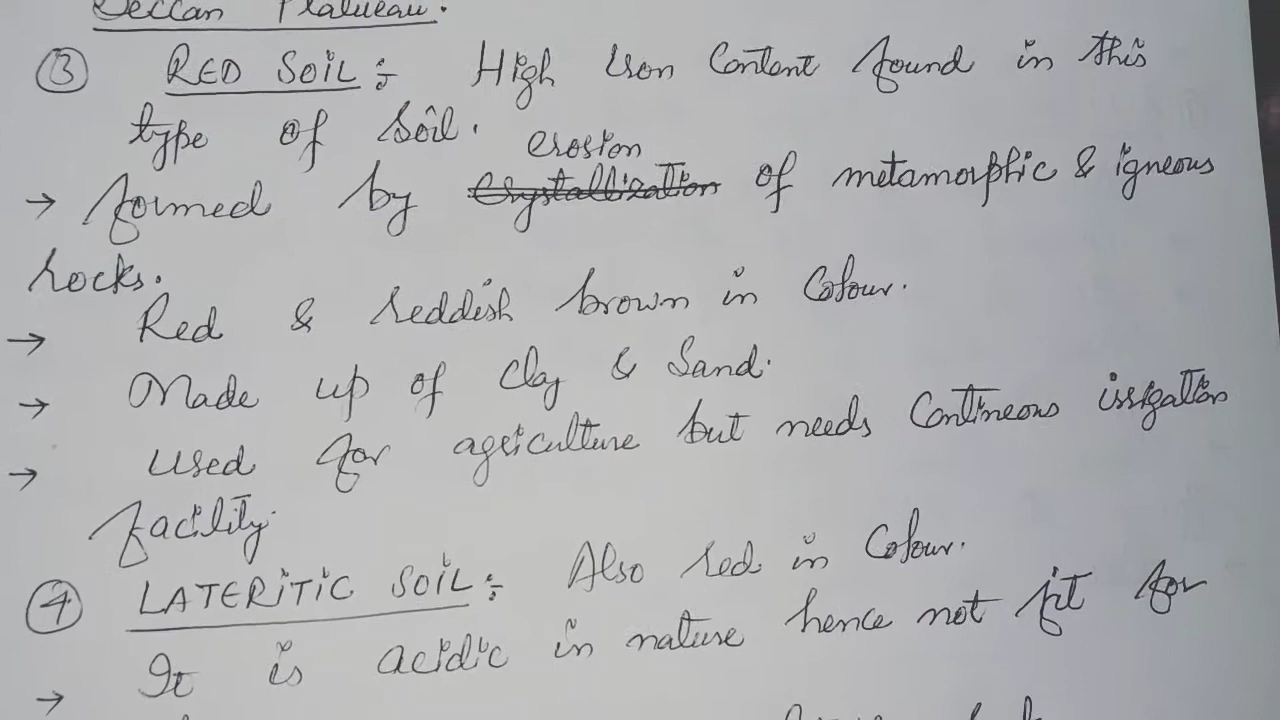 Deccan Platueau.
③ RED SOIL :- High Iron Content found in this
type of Soil.
erosion
→ formed by Crystallization of metamorphic & igneous
rocks.
→ Red & reddish brown in Colour.
→ Made up of Clay & Sand.
→ Used for agriculture but needs Contineous irrigation
facility.
④ LATERITIC SOIL :- Also red in Colour.
→ It is acidic in nature hence not fit for